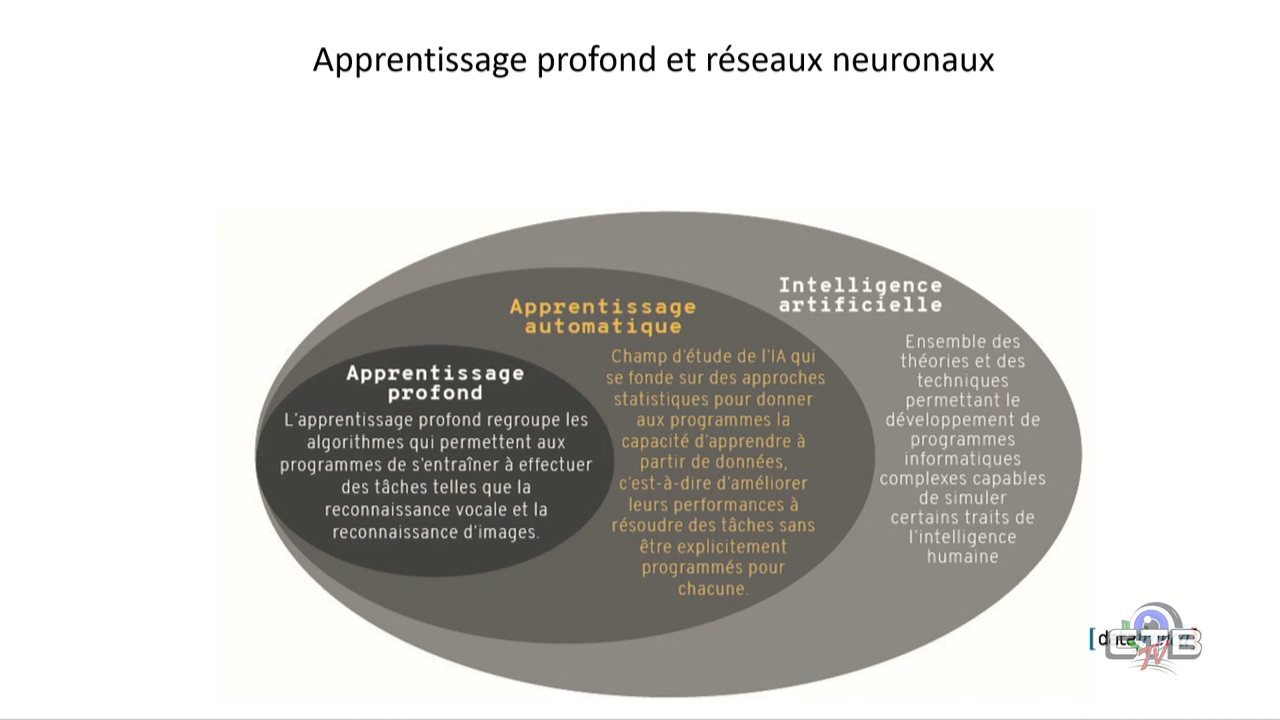 Apprentissage profond et réseaux neuronaux
Intelligence
artificielle
Ensemble des
théories et des
techniques
permettant le
développement de
programmes
informatiques
complexes capables
de simuler
certains traits de
l'intelligence
humaine
Apprentissage
automatique
Champ d'étude de l'IA qui
se fonde sur des approches
statistiques pour donner
aux programmes la
capacité d'apprendre à
partir de données,
c'est-à-dire d'améliorer
leurs performances à
résoudre des tâches sans
être explicitement
programmés pour
chacune.
Apprentissage
profond
L'apprentissage profond regroupe les
algorithmes qui permettent aux
programmes de s'entraîner à effectuer
des tâches telles que la
reconnaissance vocale et la
reconnaissance d'images.
TV